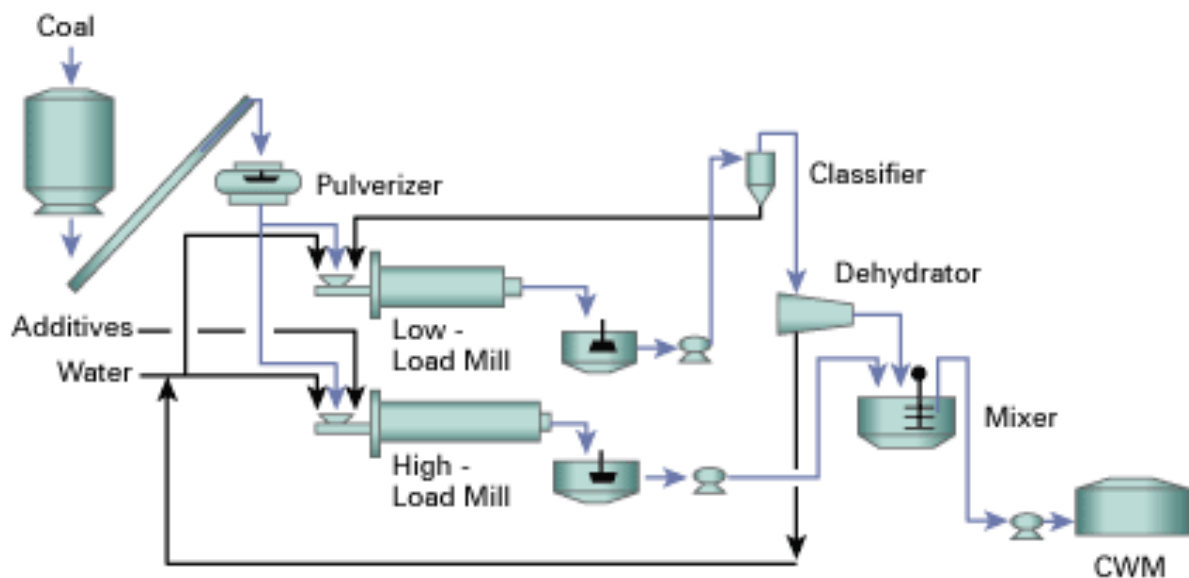 Coal
Pulverizer
Classifier
Dehydrator
Additives
Low -
Load Mill
Water
Mixer
High -
Load Mill
CWM